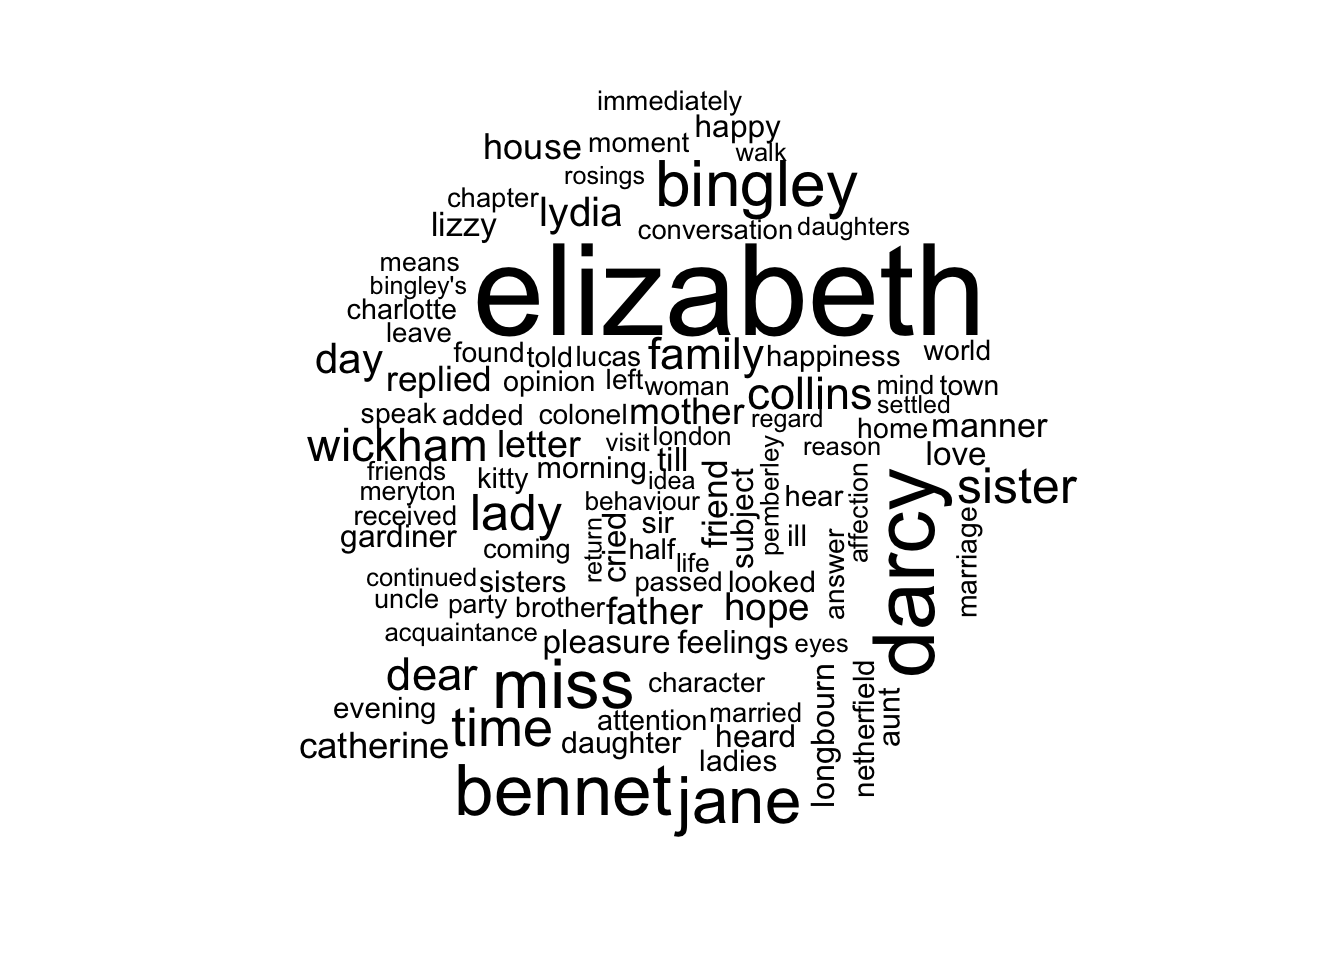 immediately
happy
house moment
walk
rosings bingley
chapter lydia
lizzy conversation daughters
means elizabeth
bingley's
charlotte
leave
day found told lucas family happiness world
replied opinion left woman collins mind town
settled
speak added colonel mother regard
home manner
wickham letter visit london reason love
friends kitty morning till
meryton idea friend subject pemberley hear affection darcy sister
received lady behaviour
gardiner return cried sir ill answer marriage
coming half life
continued sisters passed looked
uncle party brother father hope
acquaintance pleasure feelings eyes
dear miss character longbourn netherfield aunt
evening time attention married
catherine daughter heard
ladies
bennet jane